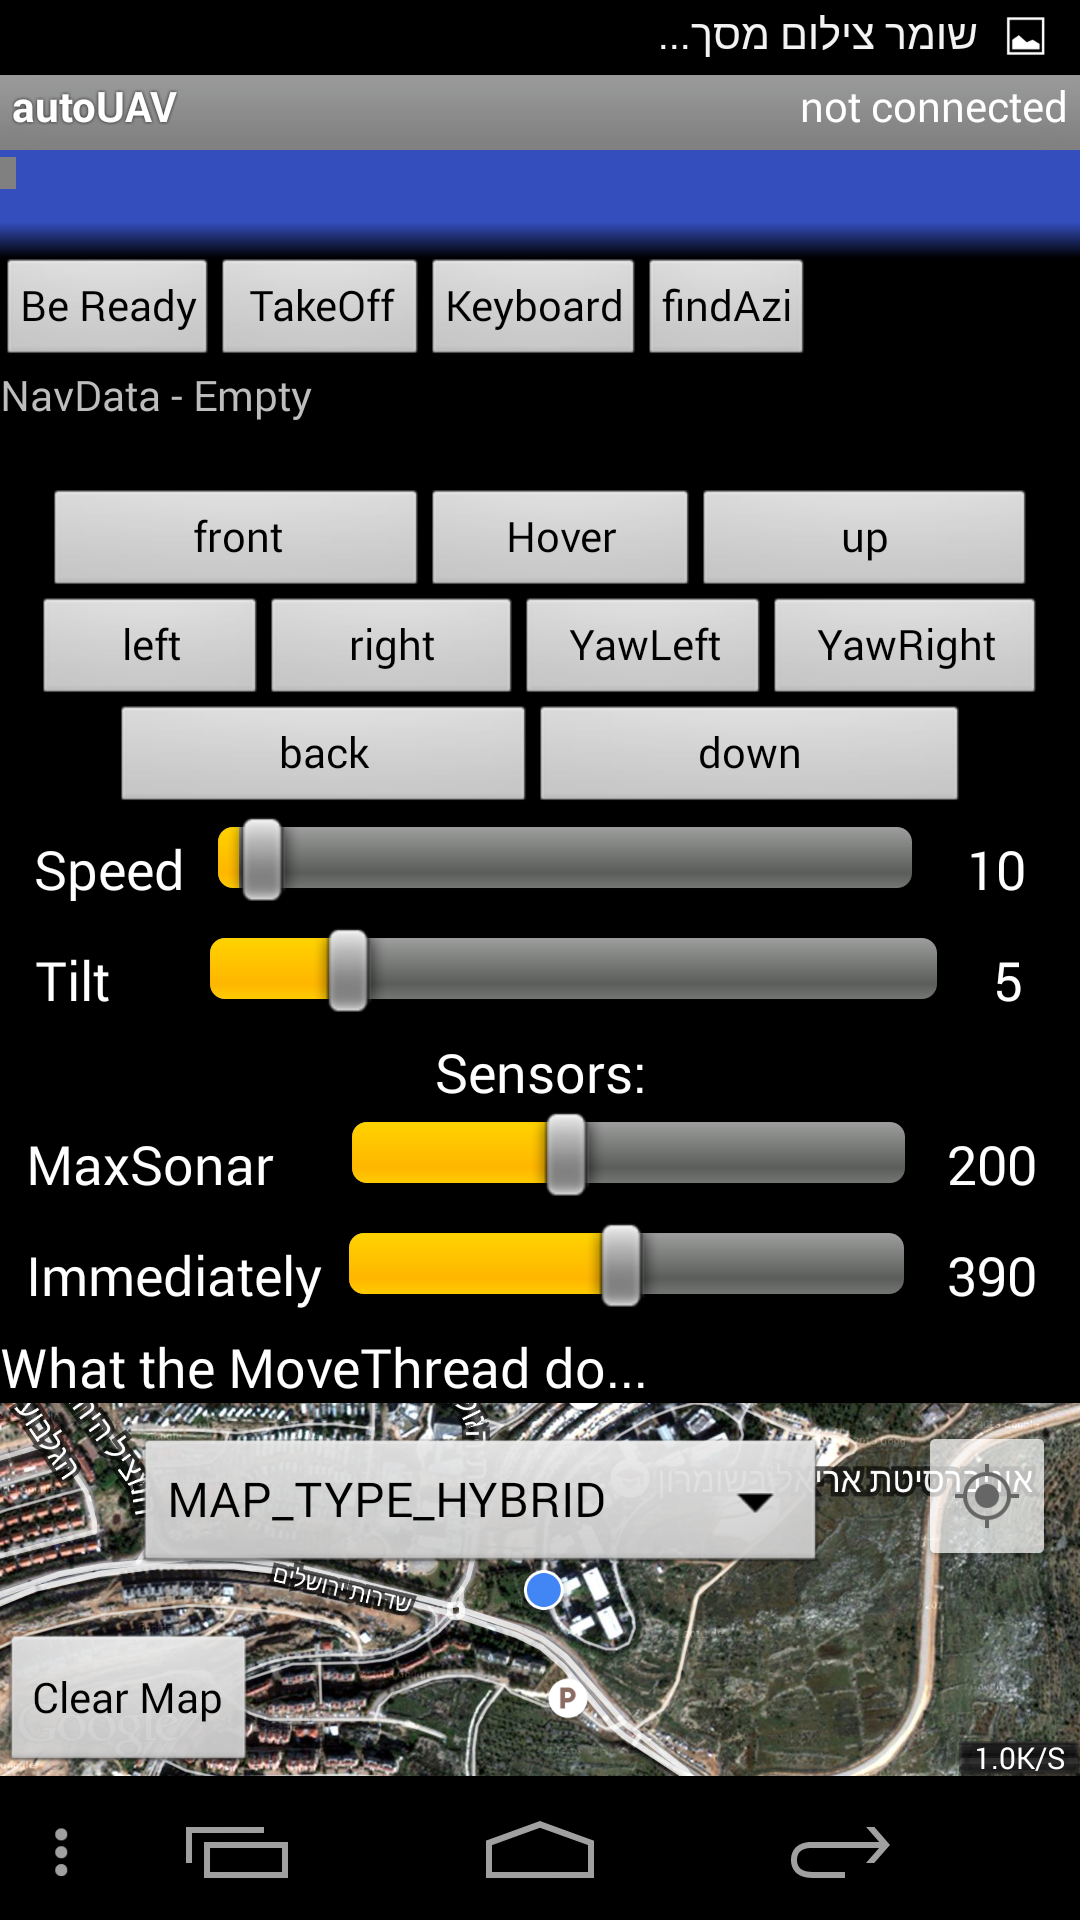 שומר צילום מסך...
autoUAV not connected
Be Ready TakeOff Keyboard findAzi
NavData - Empty
front Hover up
left right YawLeft YawRight
back down
Speed 10
Tilt 5
Sensors:
MaxSonar 200
Immediately 390
What the MoveThread do...
הגלבוע
MAP_TYPE_HYBRID
אוניברסיטת אריאל בשומרון
שדרות ירושלים
P
Clear Map
Google
1.0K/S